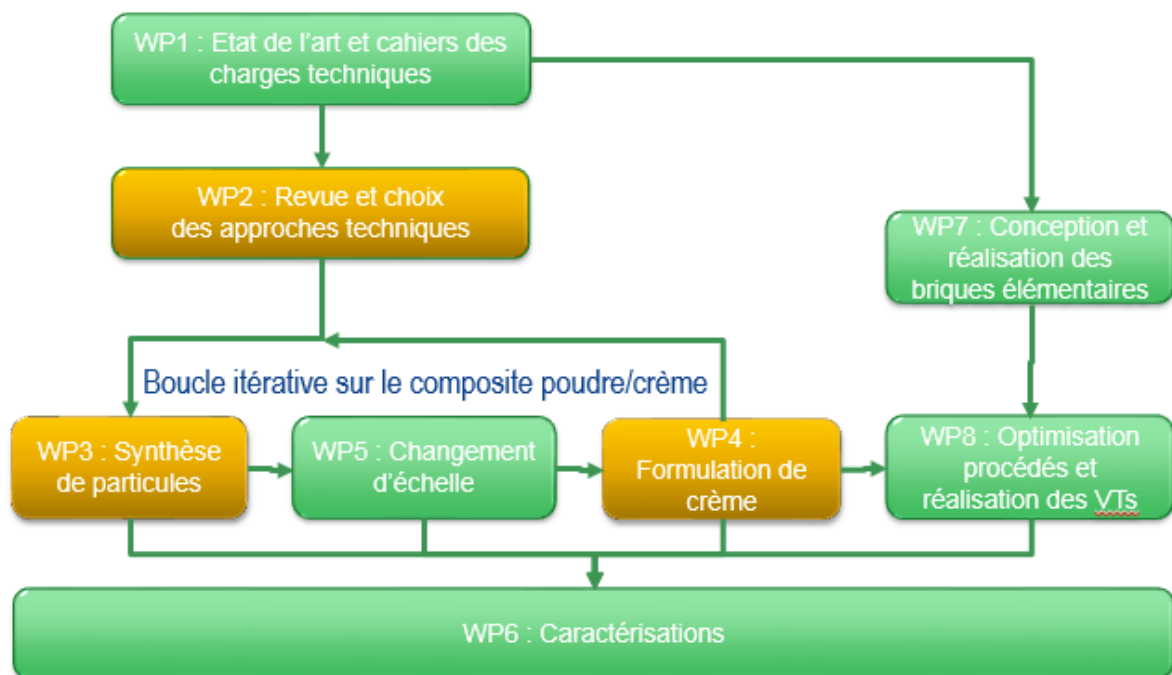 WP1 : Etat de l'art et cahiers des
charges techniques
WP2 : Revue et choix
des approches techniques
WP7 : Conception et
réalisation des
briques élémentaires
Boucle itérative sur le composite poudre/crème
WP3 : Synthèse
de particules
WP5 : Changement
d'échelle
WP4 :
Formulation de
crème
WP8 : Optimisation
procédés et
réalisation des VTs
WP6 : Caractérisations